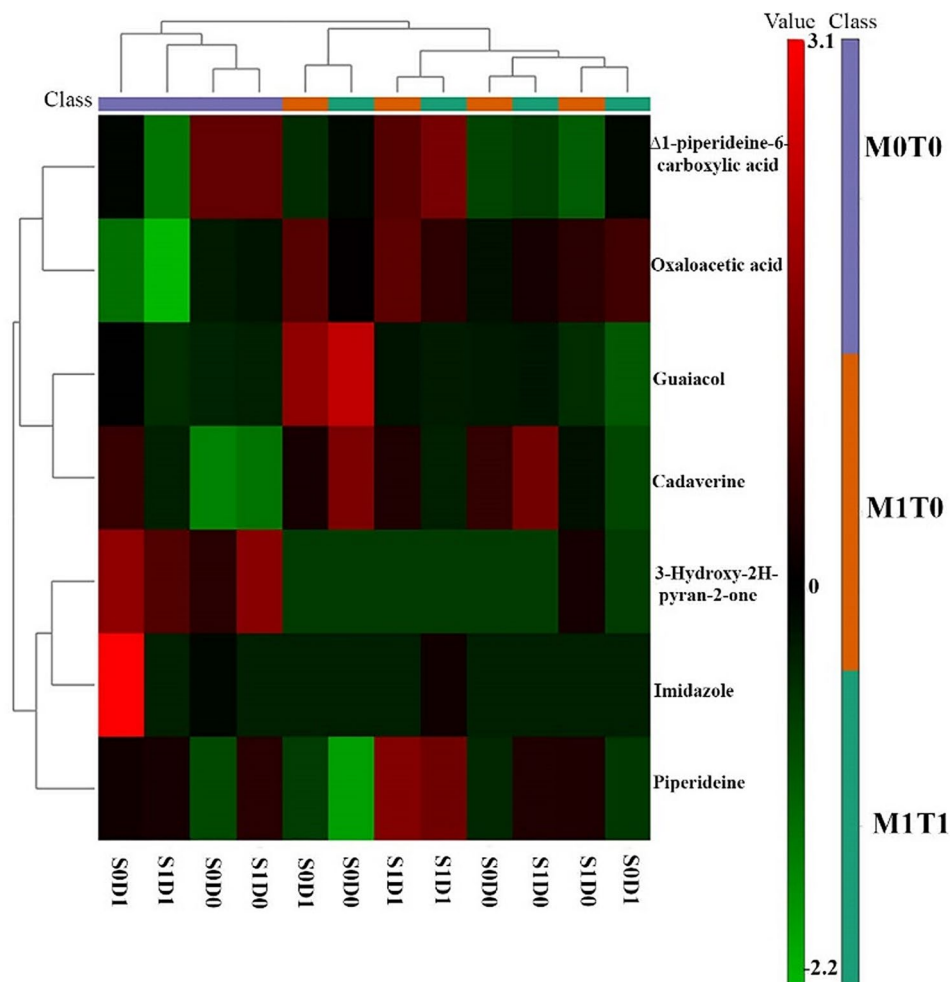 Value Class
3.1
Class
Δ1-piperideine-6-
carboxylic acid
M0T0
Oxaloacetic acid
Guaiacol
Cadaverine
M1T0
3-Hydroxy-2H-
pyran-2-one
0
Imidazole
Piperideine
M1T1
S0D1 S1D1 S0D0 S1D0 S0D1 S0D0 S1D1 S1D1 S0D0 S1D0 S1D0 S0D1
-2.2